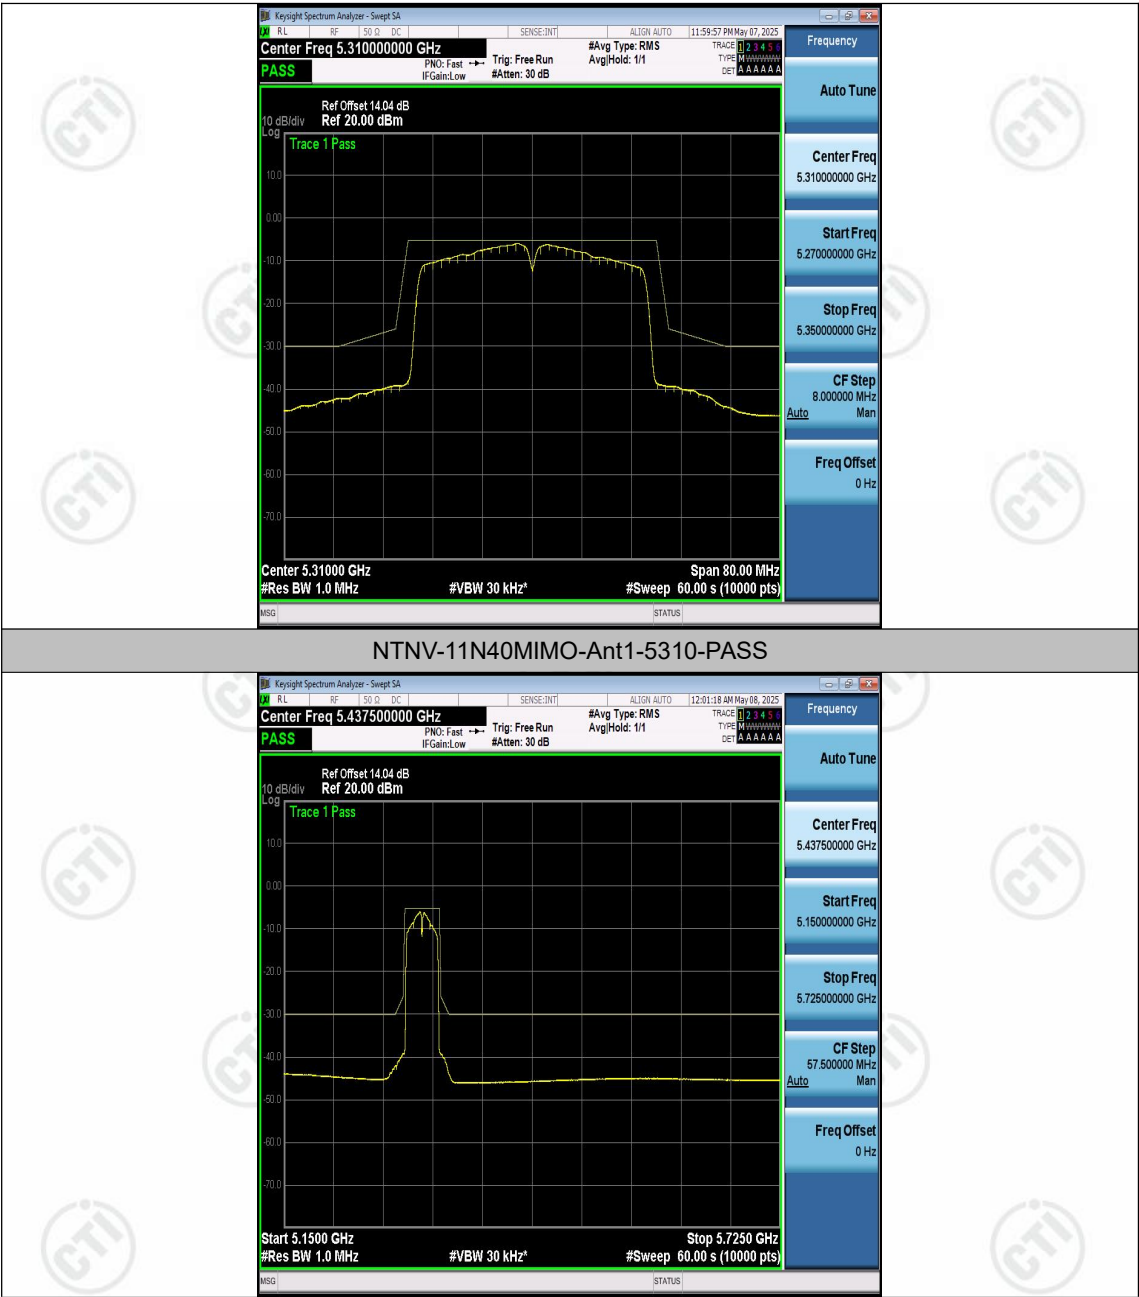 Keysight Spectrum Analyzer - Swept SA
RL RF 50 Ω DC SENSE:INT ALIGN AUTO 11:59:57 PM May 07, 2025
Center Freq 5.310000000 GHz
PASS
PNO: Fast
IFGain:Low
Trig: Free Run
#Atten: 30 dB
#Avg Type: RMS
Avg|Hold: 1/1
TRACE 1 2 3 4 5 6
TYPE M
DET A A A A A A
Ref Offset 14.04 dB
10 dB/div Ref 20.00 dBm
Log
Trace 1 Pass
10.0
0.00
-10.0
-20.0
-30.0
-40.0
-50.0
-60.0
-70.0
Center 5.31000 GHz Span 80.00 MHz
#Res BW 1.0 MHz #VBW 30 kHz* #Sweep 60.00 s (10000 pts)
MSG STATUS
Frequency
Auto Tune
Center Freq
5.310000000 GHz
Start Freq
5.270000000 GHz
Stop Freq
5.350000000 GHz
CF Step
8.000000 MHz
Auto Man
Freq Offset
0 Hz
NTNV-11N40MIMO-Ant1-5310-PASS
Keysight Spectrum Analyzer - Swept SA
RL RF 50 Ω DC SENSE:INT ALIGN AUTO 12:01:18 AM May 08, 2025
Center Freq 5.437500000 GHz
PASS
PNO: Fast
IFGain:Low
Trig: Free Run
#Atten: 30 dB
#Avg Type: RMS
Avg|Hold: 1/1
TRACE 1 2 3 4 5 6
TYPE M
DET A A A A A A
Ref Offset 14.04 dB
10 dB/div Ref 20.00 dBm
Log
Trace 1 Pass
10.0
0.00
-10.0
-20.0
-30.0
-40.0
-50.0
-60.0
-70.0
Start 5.1500 GHz Stop 5.7250 GHz
#Res BW 1.0 MHz #VBW 30 kHz* #Sweep 60.00 s (10000 pts)
MSG STATUS
Frequency
Auto Tune
Center Freq
5.437500000 GHz
Start Freq
5.150000000 GHz
Stop Freq
5.725000000 GHz
CF Step
57.500000 MHz
Auto Man
Freq Offset
0 Hz
CTI
CTI
CTI
CTI
CTI
CTI
CTI
CTI